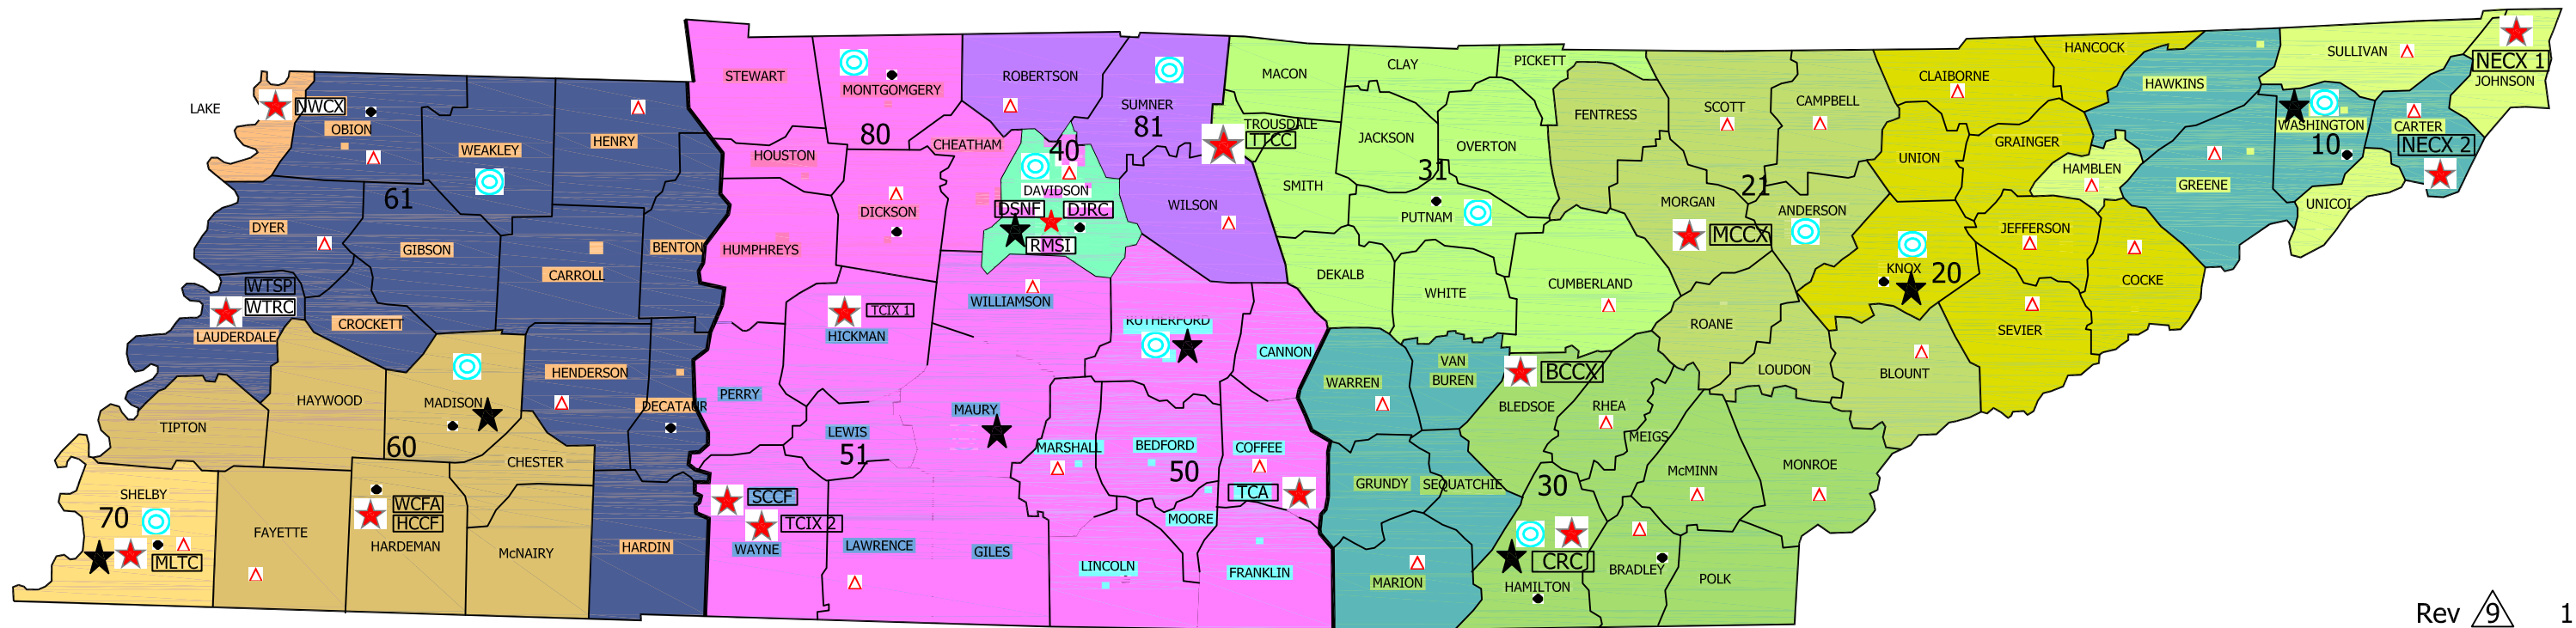 LAKE
NWCX
OBION
WEAKLEY
HENRY
61
DYER
GIBSON
CARROLL
BENTON
WTSP
WTRC
LAUDERDALE
CROCKETT
HENDERSON
DECATAUR
TIPTON
HAYWOOD
MADISON
60
CHESTER
SHELBY
70
MLTC
FAYETTE
WCFA
HCCF
HARDEMAN
McNAIRY
HARDIN
STEWART
MONTGOMGERY
80
ROBERTSON
SUMNER
81
HOUSTON
CHEATHAM
40
DAVIDSON
DSNF
DJRC
RMSI
DICKSON
HUMPHREYS
WILSON
TROUSDALE
TTCC
WILLIAMSON
TCIX 1
HICKMAN
RUTHERFORD
CANNON
PERRY
LEWIS
51
MAURY
MARSHALL
BEDFORD
50
COFFEE
TCA
SCCF
TCIX 2
WAYNE
LAWRENCE
GILES
MOORE
LINCOLN
FRANKLIN
MACON
CLAY
PICKETT
JACKSON
OVERTON
31
SMITH
PUTNAM
DEKALB
WHITE
CUMBERLAND
FENTRESS
SCOTT
CAMPBELL
21
MORGAN
MCCX
ANDERSON
ROANE
LOUDON
BLOUNT
WARREN
VAN
BUREN
BCCX
BLEDSOE
RHEA
MEIGS
GRUNDY
SEQUATCHIE
30
McMINN
MONROE
MARION
CRC
HAMILTON
BRADLEY
POLK
CLAIBORNE
HANCOCK
UNION
GRAINGER
HAMBLEN
JEFFERSON
KNOX
20
COCKE
SEVIER
HAWKINS
GREENE
SULLIVAN
NECX 1
JOHNSON
WASHINGTON
10
CARTER
NECX 2
UNICOI
Rev 9 1